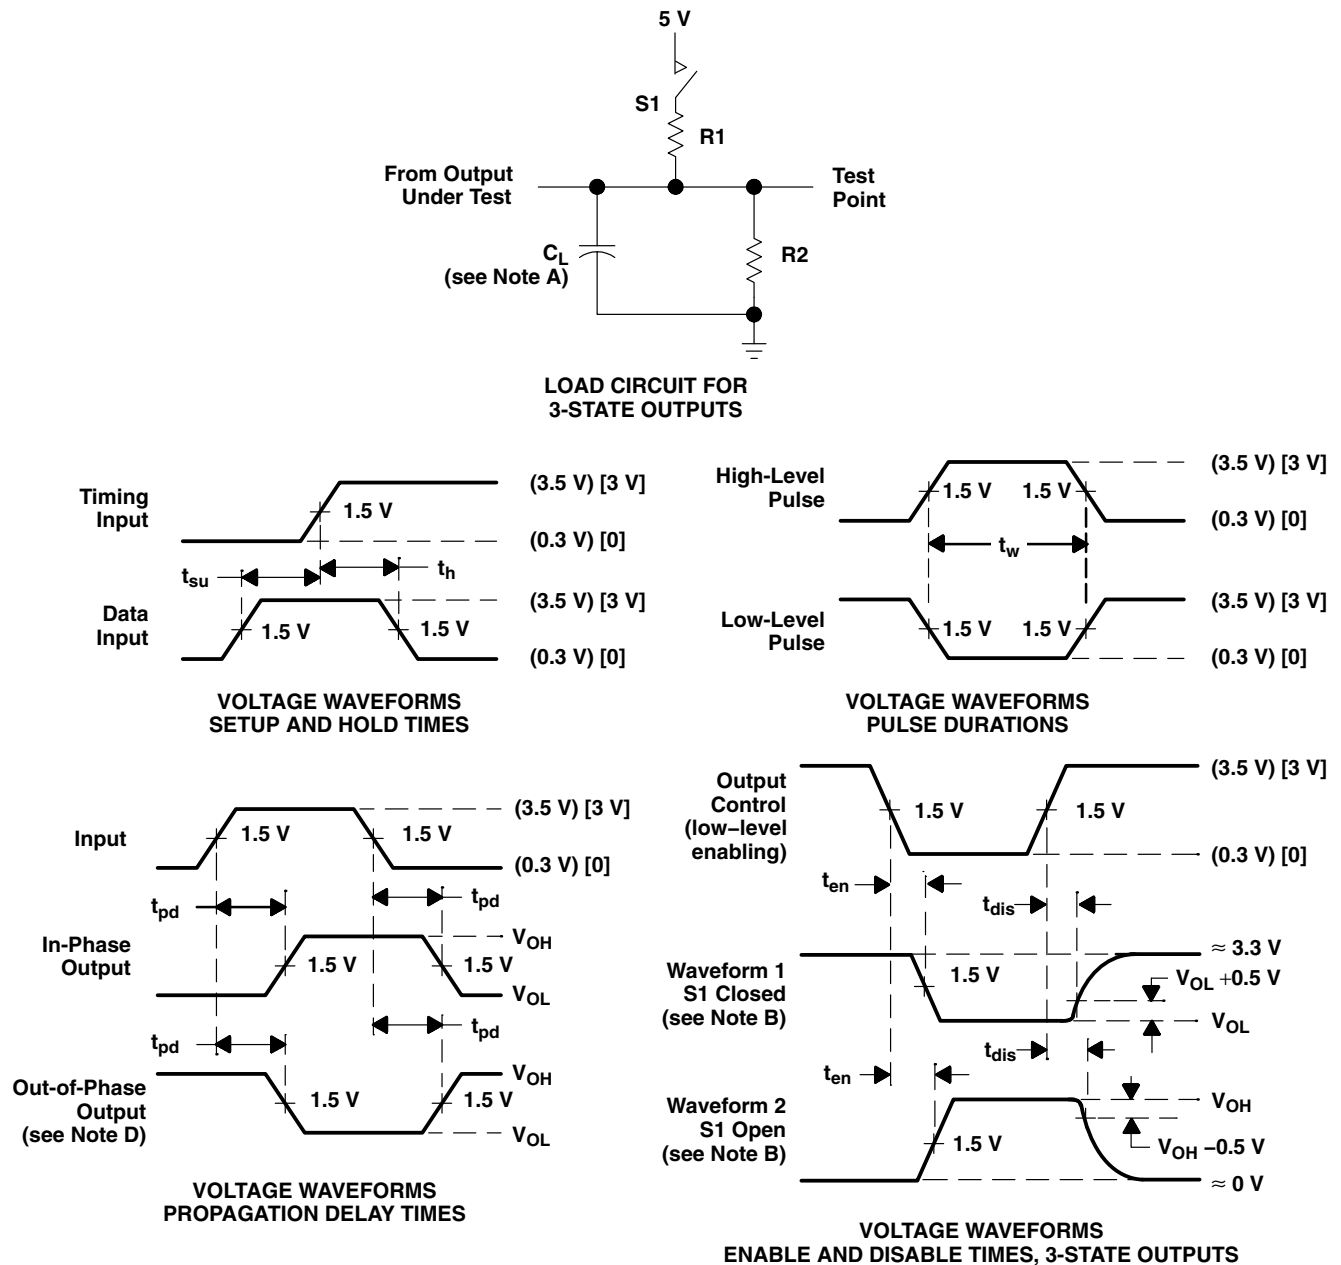 5 V
S1
R1
From Output
Under Test
Test
Point
CL
(see Note A)
R2
LOAD CIRCUIT FOR
3-STATE OUTPUTS
Timing
Input
1.5 V
(3.5 V) [3 V]
(0.3 V) [0]
tsu
th
Data
Input
1.5 V
1.5 V
(3.5 V) [3 V]
(0.3 V) [0]
VOLTAGE WAVEFORMS
SETUP AND HOLD TIMES
High-Level
Pulse
1.5 V
1.5 V
(3.5 V) [3 V]
(0.3 V) [0]
tw
Low-Level
Pulse
1.5 V
1.5 V
(3.5 V) [3 V]
(0.3 V) [0]
VOLTAGE WAVEFORMS
PULSE DURATIONS
Input
1.5 V
1.5 V
(3.5 V) [3 V]
(0.3 V) [0]
tpd
tpd
In-Phase
Output
1.5 V
1.5 V
VOH
VOL
tpd
tpd
Out-of-Phase
Output
(see Note D)
1.5 V
1.5 V
VOH
VOL
VOLTAGE WAVEFORMS
PROPAGATION DELAY TIMES
Output
Control
(low−level
enabling)
1.5 V
1.5 V
(3.5 V) [3 V]
(0.3 V) [0]
ten
tdis
Waveform 1
S1 Closed
(see Note B)
1.5 V
≈ 3.3 V
VOL +0.5 V
VOL
ten
tdis
Waveform 2
S1 Open
(see Note B)
1.5 V
VOH
VOH −0.5 V
≈ 0 V
VOLTAGE WAVEFORMS
ENABLE AND DISABLE TIMES, 3-STATE OUTPUTS